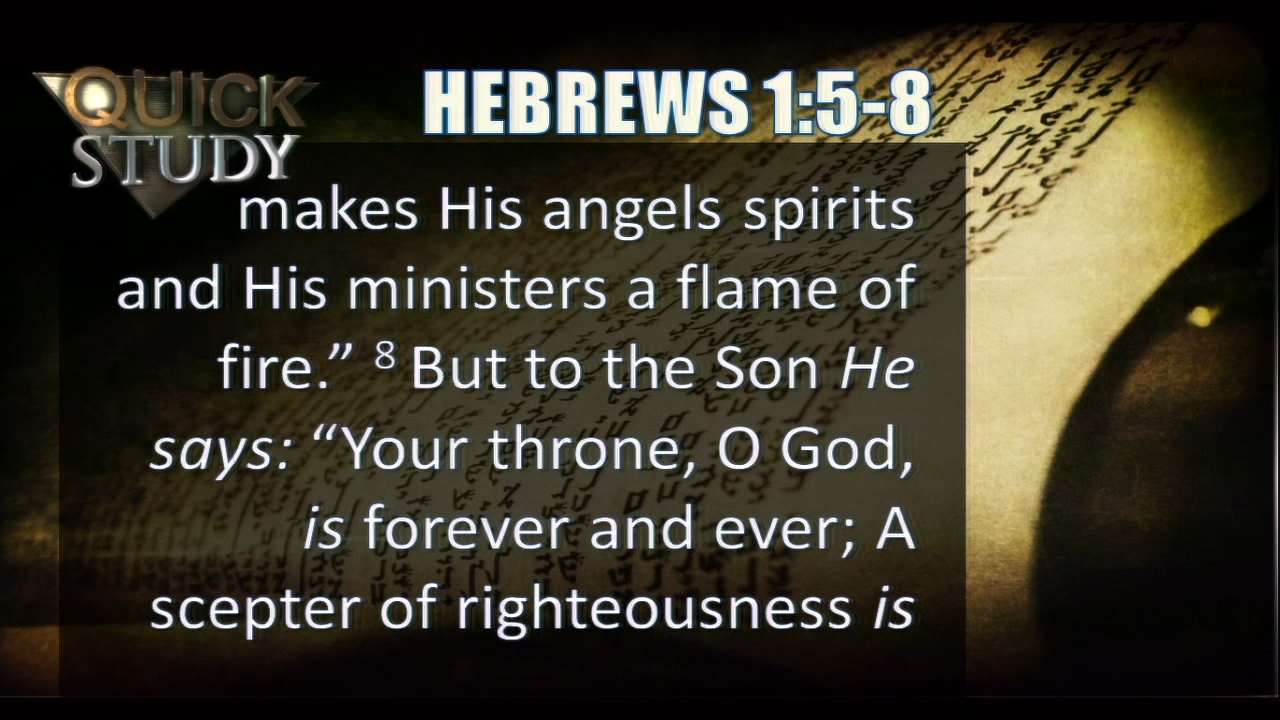 QUICK
STUDY
HEBREWS 1:5-8
makes His angels spirits
and His ministers a flame of
fire.” ⁸ But to the Son He
says: “Your throne, O God,
is forever and ever; A
scepter of righteousness is